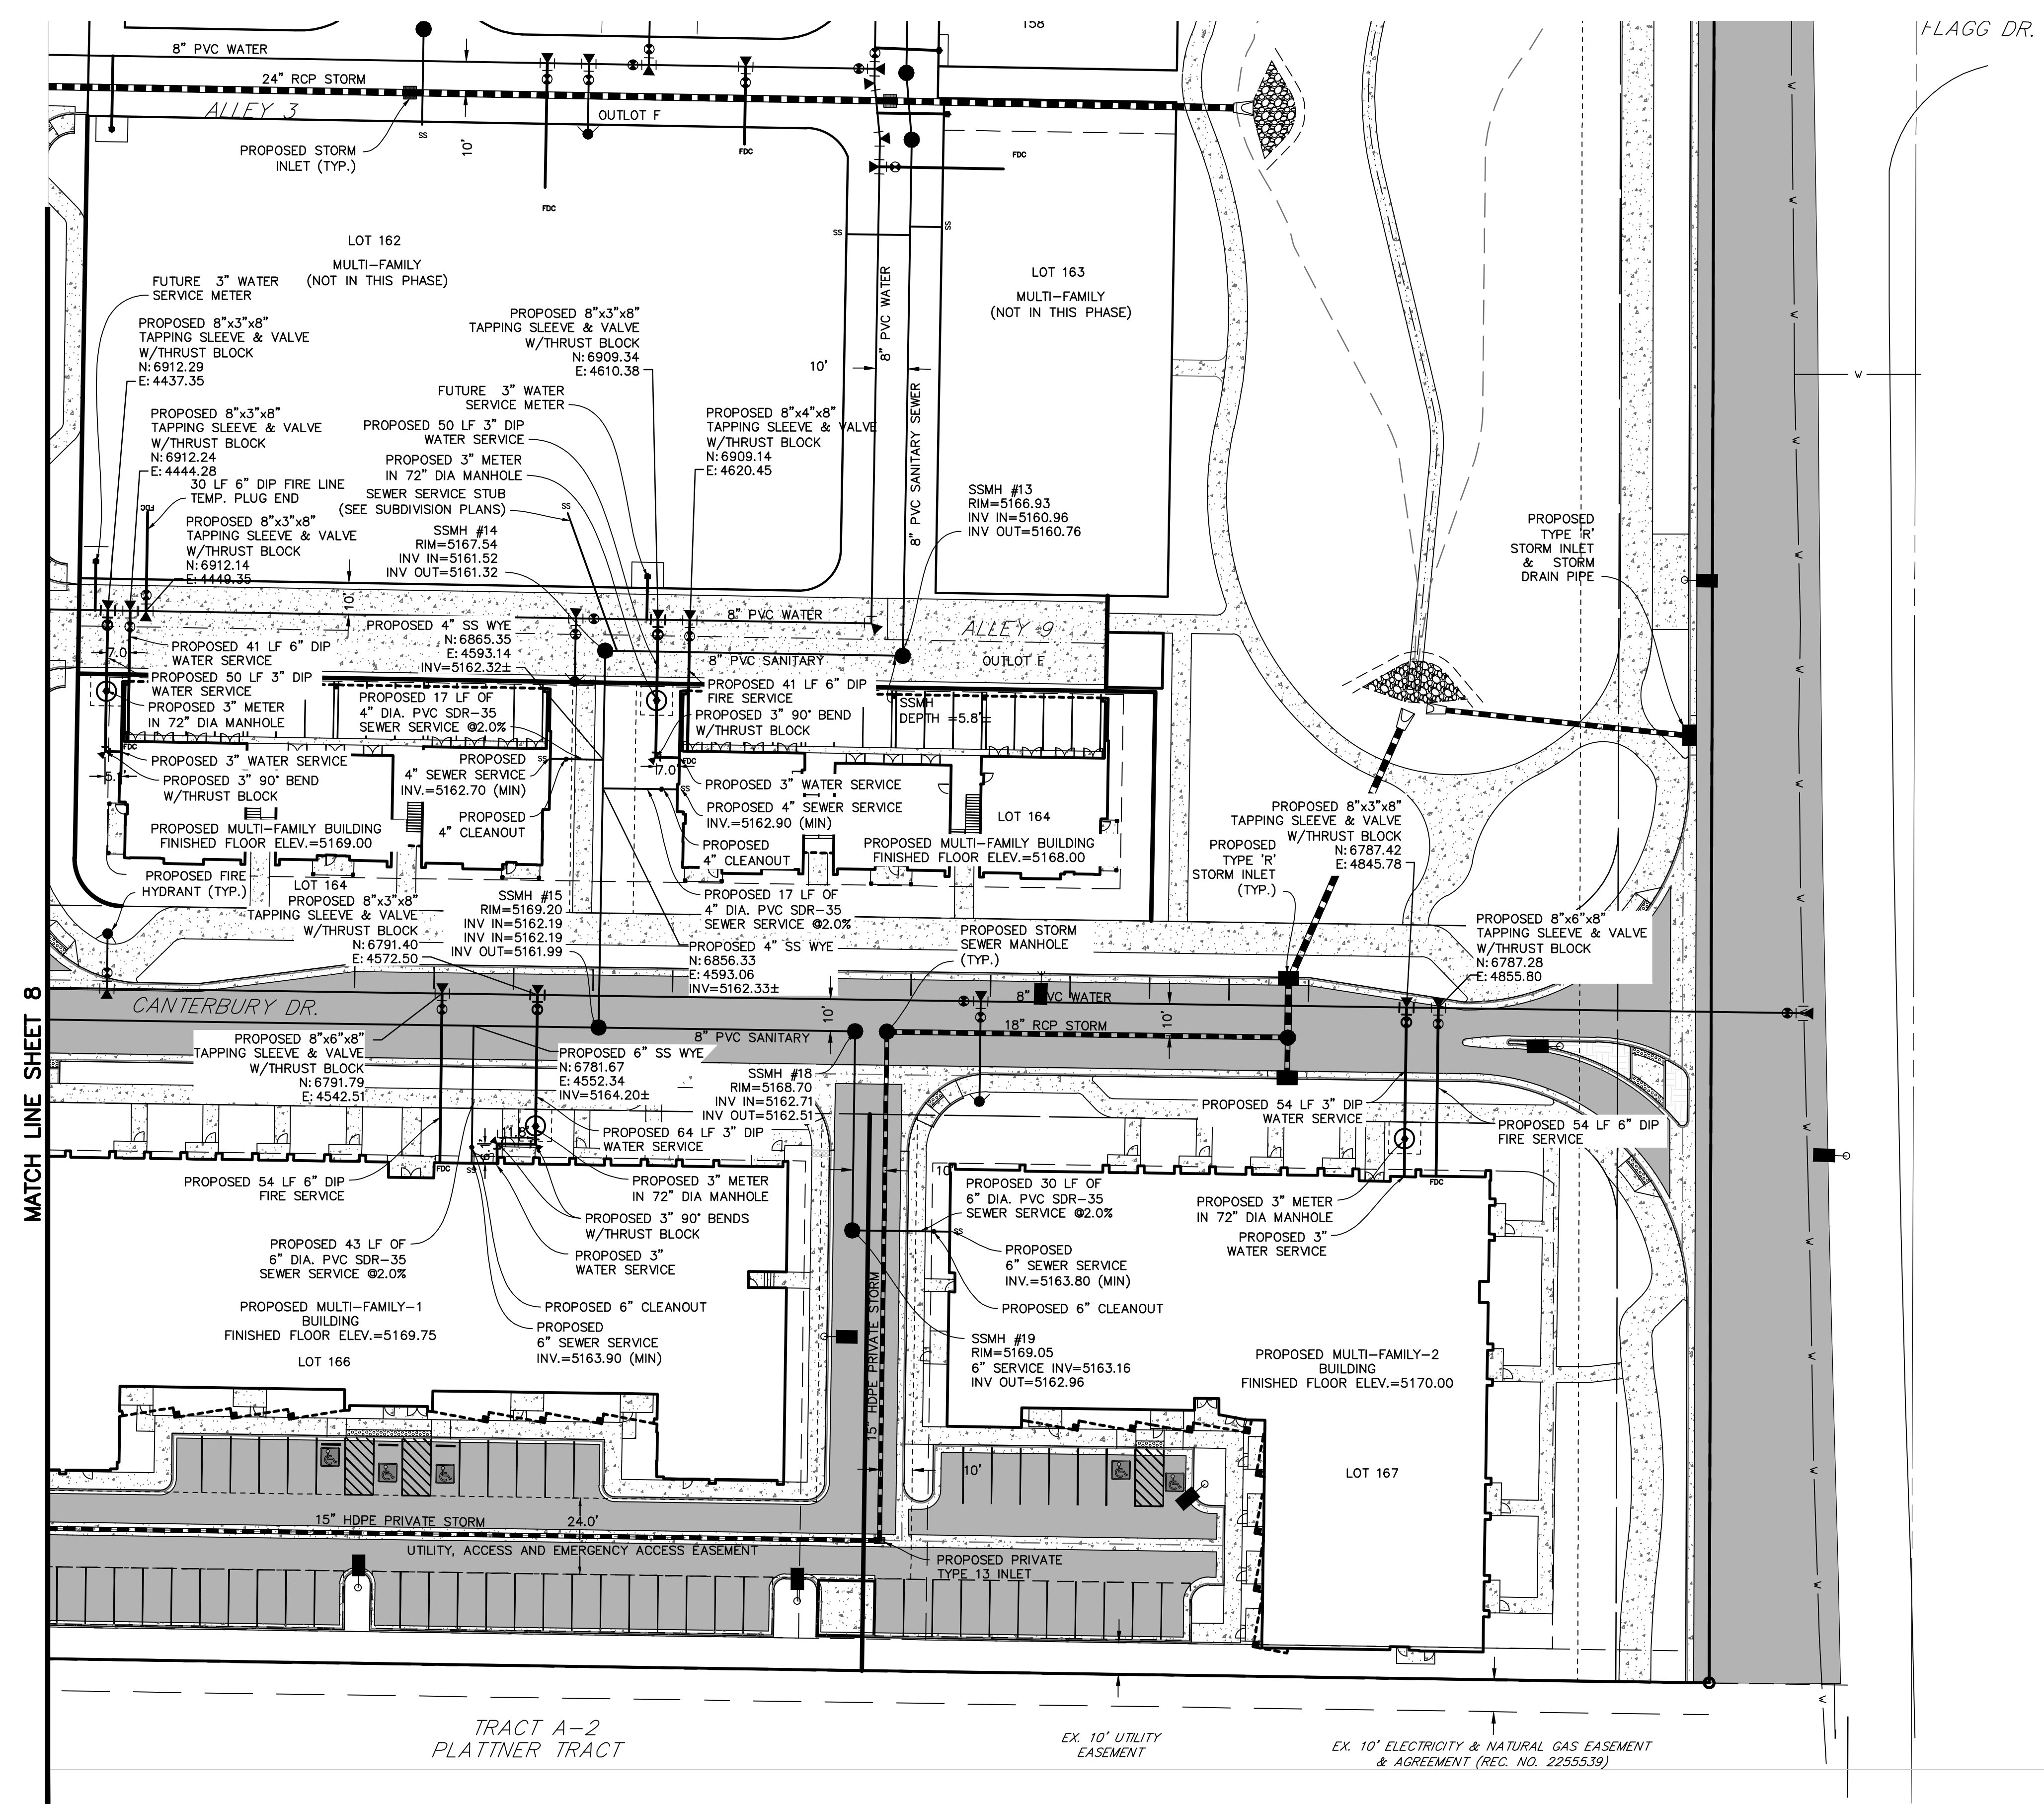 FLAGG DR.
158
8" PVC WATER
24" RCP STORM
ALLEY 3
OUTLOT F
SS
10'
FDC
FDC
FDC
PROPOSED STORM
INLET (TYP.)
LOT 162
MULTI-FAMILY
(NOT IN THIS PHASE)
SS
SS
LOT 163
MULTI-FAMILY
(NOT IN THIS PHASE)
8" PVC WATER
10'
8" PVC SANITARY SEWER
FUTURE 3" WATER
SERVICE METER
PROPOSED 8"x3"x8"
TAPPING SLEEVE & VALVE
W/THRUST BLOCK
N:6912.29
E:4437.35
PROPOSED 8"x3"x8"
TAPPING SLEEVE & VALVE
W/THRUST BLOCK
N:6909.34
E:4610.38
FUTURE 3" WATER
SERVICE METER
PROPOSED 8"x3"x8"
TAPPING SLEEVE & VALVE
W/THRUST BLOCK
N:6912.24
E:4444.28
PROPOSED 50 LF 3" DIP
WATER SERVICE
PROPOSED 8"x4"x8"
TAPPING SLEEVE & VALVE
W/THRUST BLOCK
N:6909.14
E:4620.45
PROPOSED 3" METER
IN 72" DIA MANHOLE
30 LF 6" DIP FIRE LINE
TEMP. PLUG END
FDC
SEWER SERVICE STUB
(SEE SUBDIVISION PLANS)
SS
PROPOSED 8"x3"x8"
TAPPING SLEEVE & VALVE
W/THRUST BLOCK
N:6912.14
E:4449.35
SSMH #14
RIM=5167.54
INV IN=5161.52
INV OUT=5161.32
SSMH #13
RIM=5166.93
INV IN=5160.96
INV OUT=5160.76
PROPOSED
TYPE 'R'
STORM INLET
& STORM
DRAIN PIPE
10'
8" PVC WATER
ALLEY 9
OUTLOT E
8" PVC SANITARY
PROPOSED 4" SS WYE
N:6865.35
E:4593.14
INV=5162.32±
PROPOSED 41 LF 6" DIP
WATER SERVICE
7.0'
PROPOSED 50 LF 3" DIP
WATER SERVICE
PROPOSED 3" METER
IN 72" DIA MANHOLE
PROPOSED 17 LF OF
4" DIA. PVC SDR-35
SEWER SERVICE @2.0%
PROPOSED 41 LF 6" DIP
FIRE SERVICE
PROPOSED 3" 90° BEND
W/THRUST BLOCK
SSMH
DEPTH =5.8'±
FDC
PROPOSED 3" WATER SERVICE
PROPOSED 3" 90° BEND
W/THRUST BLOCK
PROPOSED
4" SEWER SERVICE
INV.=5162.70 (MIN)
SS
FDC
7.0'
PROPOSED 3" WATER SERVICE
SS
PROPOSED 4" SEWER SERVICE
INV.=5162.90 (MIN)
PROPOSED
4" CLEANOUT
PROPOSED
4" CLEANOUT
LOT 164
PROPOSED MULTI-FAMILY BUILDING
FINISHED FLOOR ELEV.=5169.00
PROPOSED MULTI-FAMILY BUILDING
FINISHED FLOOR ELEV.=5168.00
PROPOSED 8"x3"x8"
TAPPING SLEEVE & VALVE
W/THRUST BLOCK
N:6787.42
E:4845.78
PROPOSED
TYPE 'R'
STORM INLET
(TYP.)
PROPOSED FIRE
HYDRANT (TYP.)
LOT 164
PROPOSED 8"x3"x8"
TAPPING SLEEVE & VALVE
W/THRUST BLOCK
N:6791.40
E:4572.50
SSMH #15
RIM=5169.20
INV IN=5162.19
INV IN=5162.19
INV OUT=5161.99
PROPOSED 17 LF OF
4" DIA. PVC SDR-35
SEWER SERVICE @2.0%
PROPOSED 4" SS WYE
N:6856.33
E:4593.06
INV=5162.33±
PROPOSED STORM
SEWER MANHOLE
(TYP.)
PROPOSED 8"x6"x8"
TAPPING SLEEVE & VALVE
W/THRUST BLOCK
N:6787.28
E:4855.80
MATCH LINE SHEET 8
CANTERBURY DR.
8" PVC WATER
10'
10'
18" RCP STORM
8" PVC SANITARY
PROPOSED 8"x6"x8"
TAPPING SLEEVE & VALVE
W/THRUST BLOCK
N:6791.79
E:4542.51
PROPOSED 6" SS WYE
N:6781.67
E:4552.34
INV=5164.20±
SSMH #18
RIM=5168.70
INV IN=5162.71
INV OUT=5162.51
PROPOSED 54 LF 3" DIP
WATER SERVICE
PROPOSED 54 LF 6" DIP
FIRE SERVICE
PROPOSED 64 LF 3" DIP
WATER SERVICE
FDC
SS
PROPOSED 54 LF 6" DIP
FIRE SERVICE
PROPOSED 3" METER
IN 72" DIA MANHOLE
10'
PROPOSED 30 LF OF
6" DIA. PVC SDR-35
SEWER SERVICE @2.0%
SS
PROPOSED 3" METER
IN 72" DIA MANHOLE
FDC
PROPOSED 3"
WATER SERVICE
PROPOSED 3" 90° BENDS
W/THRUST BLOCK
PROPOSED 43 LF OF
6" DIA. PVC SDR-35
SEWER SERVICE @2.0%
PROPOSED 3"
WATER SERVICE
PROPOSED
6" SEWER SERVICE
INV.=5163.80 (MIN)
PROPOSED 6" CLEANOUT
PROPOSED MULTI-FAMILY-1
BUILDING
FINISHED FLOOR ELEV.=5169.75
LOT 166
PROPOSED 6" CLEANOUT
PROPOSED
6" SEWER SERVICE
INV.=5163.90 (MIN)
15" HDPE PRIVATE STORM
SSMH #19
RIM=5169.05
6" SERVICE INV=5163.16
INV OUT=5162.96
PROPOSED MULTI-FAMILY-2
BUILDING
FINISHED FLOOR ELEV.=5170.00
LOT 167
10'
15" HDPE PRIVATE STORM
24.0'
UTILITY, ACCESS AND EMERGENCY ACCESS EASEMENT
PROPOSED PRIVATE
TYPE 13 INLET
TRACT A-2
PLATTNER TRACT
EX. 10' UTILITY
EASEMENT
EX. 10' ELECTRICITY & NATURAL GAS EASEMENT
& AGREEMENT (REC. NO. 2255539)